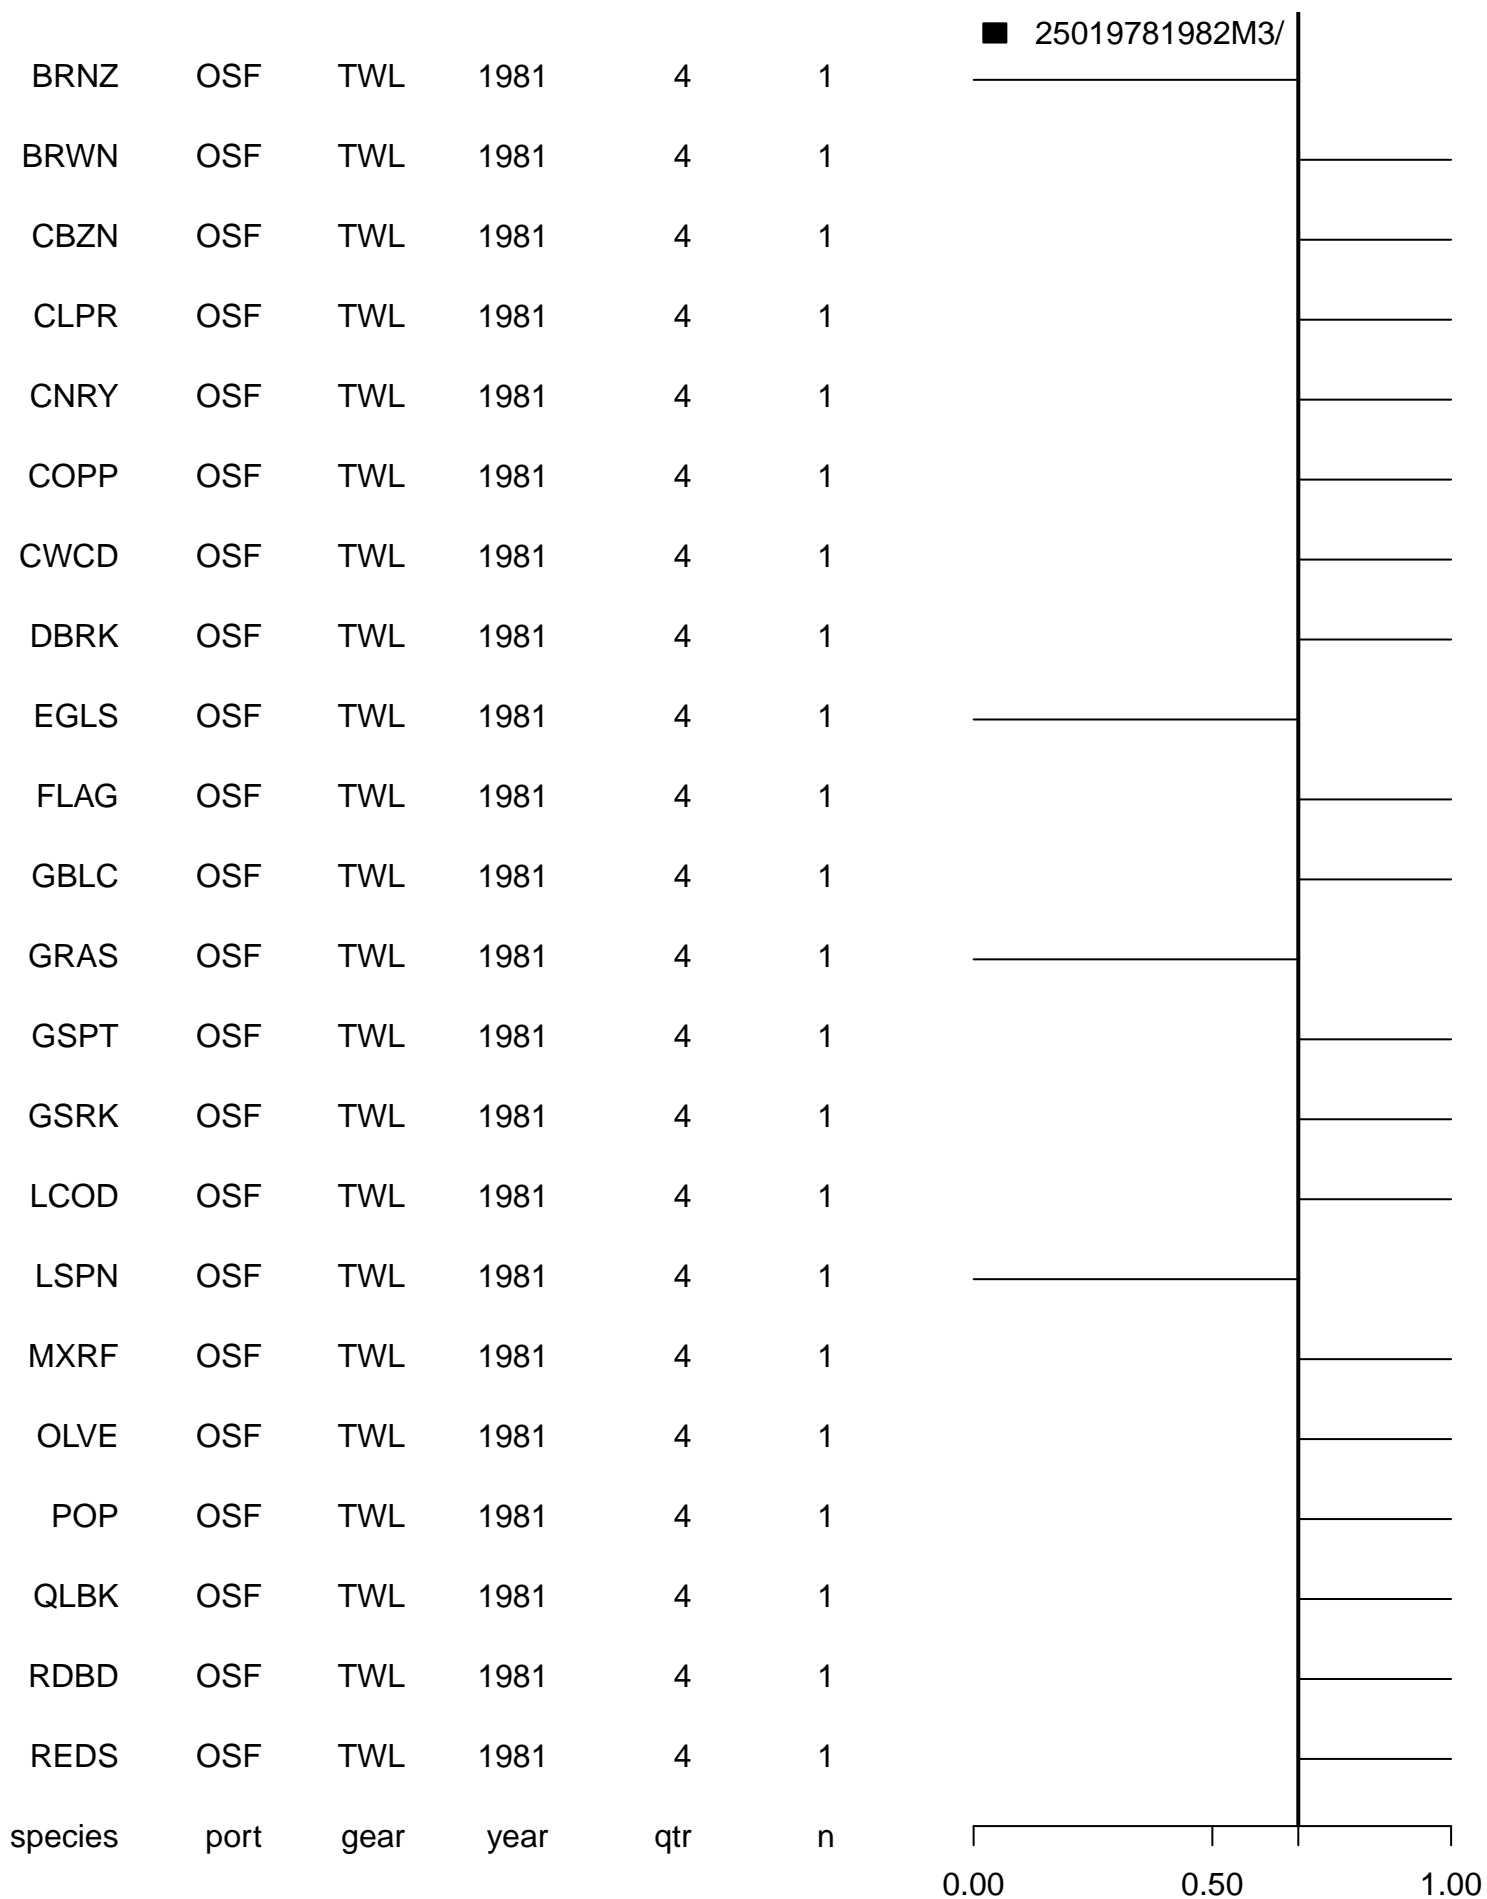 25019781982M3/
BRNZ OSF TWL 1981 4 1
BRWN OSF TWL 1981 4 1
CBZN OSF TWL 1981 4 1
CLPR OSF TWL 1981 4 1
CNRY OSF TWL 1981 4 1
COPP OSF TWL 1981 4 1
CWCD OSF TWL 1981 4 1
DBRK OSF TWL 1981 4 1
EGLS OSF TWL 1981 4 1
FLAG OSF TWL 1981 4 1
GBLC OSF TWL 1981 4 1
GRAS OSF TWL 1981 4 1
GSPT OSF TWL 1981 4 1
GSRK OSF TWL 1981 4 1
LCOD OSF TWL 1981 4 1
LSPN OSF TWL 1981 4 1
MXRF OSF TWL 1981 4 1
OLVE OSF TWL 1981 4 1
POP OSF TWL 1981 4 1
QLBK OSF TWL 1981 4 1
RDBD OSF TWL 1981 4 1
REDS OSF TWL 1981 4 1
species port gear year qtr n
0.00 0.50 1.00